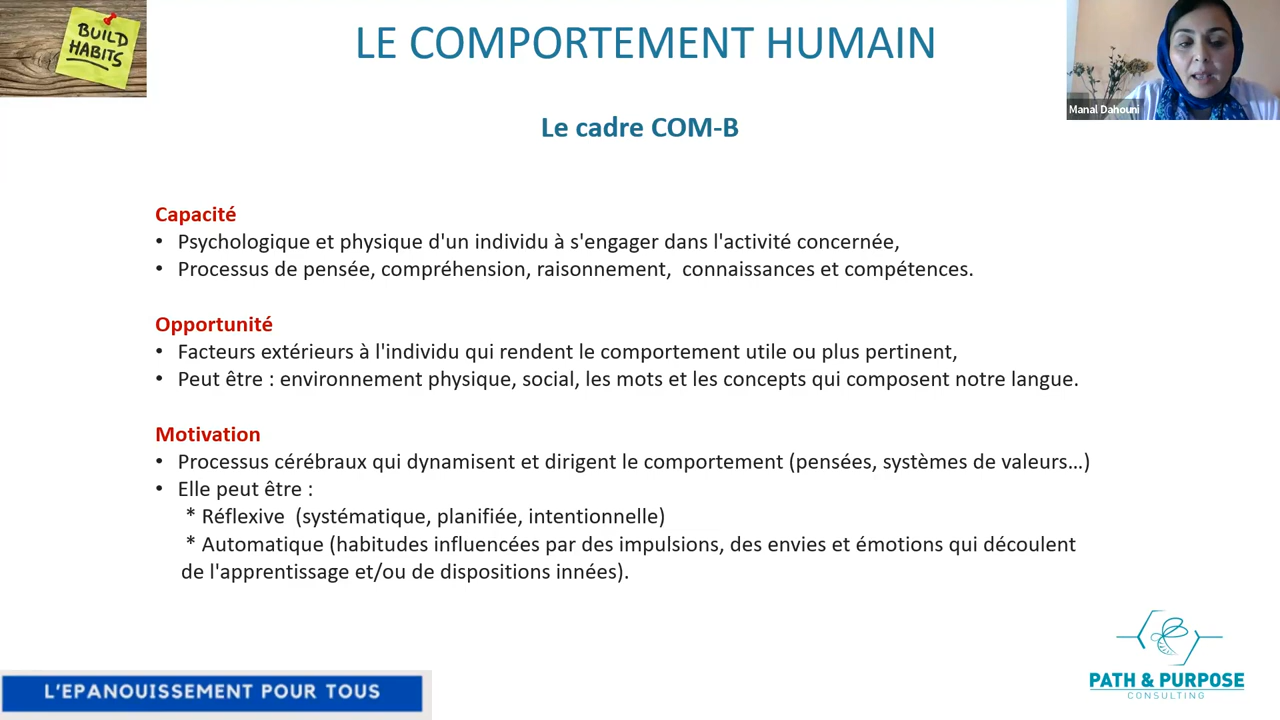 BUILD
HABITS
LE COMPORTEMENT HUMAIN
Manal Dahouni
Le cadre COM-B
Capacité
• Psychologique et physique d'un individu à s'engager dans l'activité concernée,
• Processus de pensée, compréhension, raisonnement, connaissances et compétences.
Opportunité
• Facteurs extérieurs à l'individu qui rendent le comportement utile ou plus pertinent,
• Peut être : environnement physique, social, les mots et les concepts qui composent notre langue.
Motivation
• Processus cérébraux qui dynamisent et dirigent le comportement (pensées, systèmes de valeurs…)
• Elle peut être :
* Réflexive (systématique, planifiée, intentionnelle)
* Automatique (habitudes influencées par des impulsions, des envies et émotions qui découlent
de l'apprentissage et/ou de dispositions innées).
L'EPANOUISSEMENT POUR TOUS
PATH & PURPOSE
CONSULTING